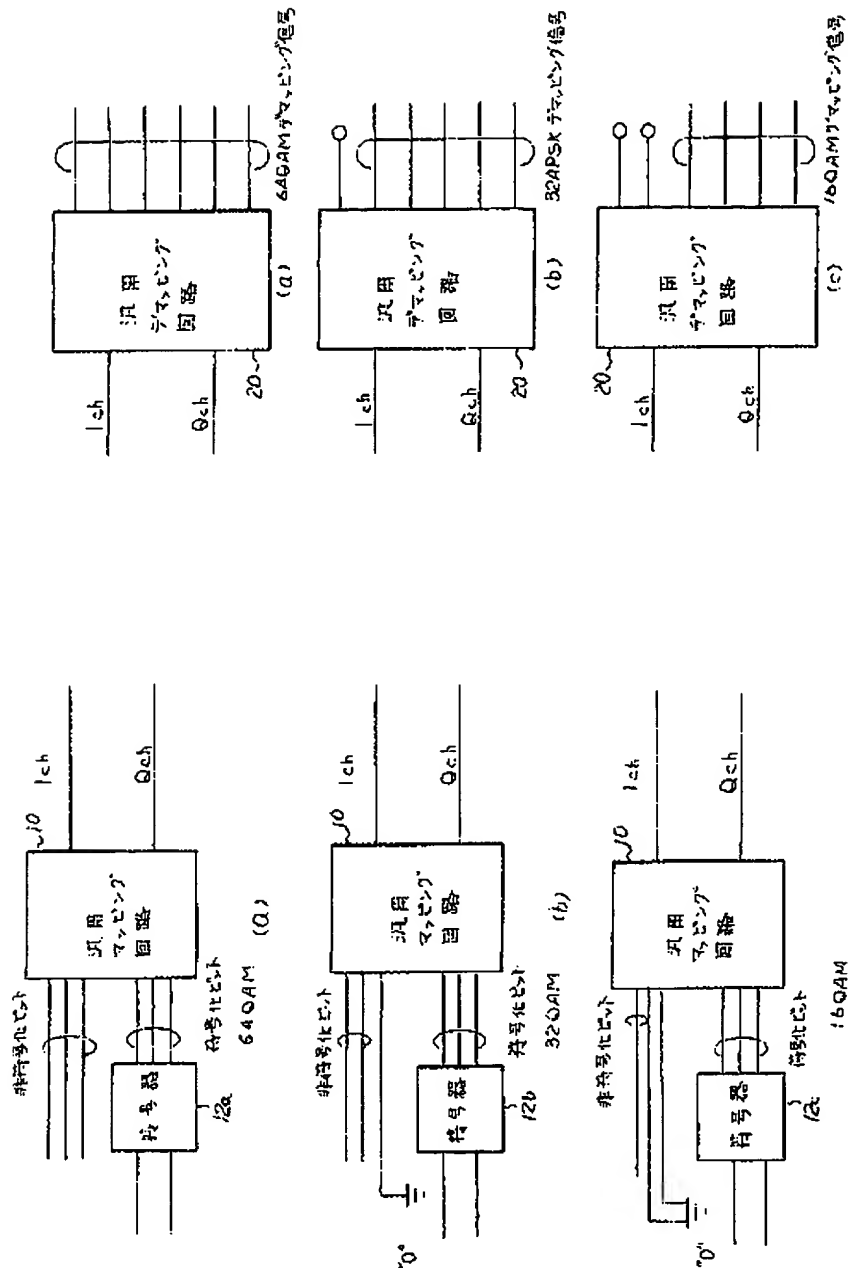 Ich
Qch
20
汎用
デマッピング
回路
64QAMデマッピング信号
(a)
Ich
Qch
20
汎用
デマッピング
回路
32APSKデマッピング信号
(b)
20
Ich
Qch
汎用
デマッピング
回路
16QAMデマッピング信号
(c)
非符号化ビット
符号器
12a
符号化ビット
64QAM
汎用
マッピング
回路
10
Ich
Qch
(a)
非符号化ビット
"0"
符号器
12b
符号化ビット
32QAM
汎用
マッピング
回路
10
Ich
Qch
(b)
非符号化ビット
"0"
符号器
12c
符号化ビット
16QAM
汎用
マッピング
回路
10
Ich
Qch